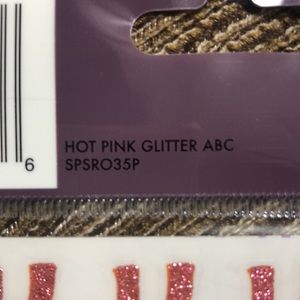 HOT PINK GLITTER ABC
SPSRO35P
6